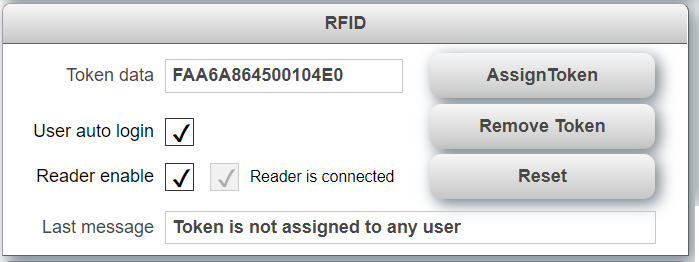 RFID
Token data FAA6A864500104E0 AssignToken
User auto login Remove Token
Reader enable Reader is connected Reset
Last message Token is not assigned to any user